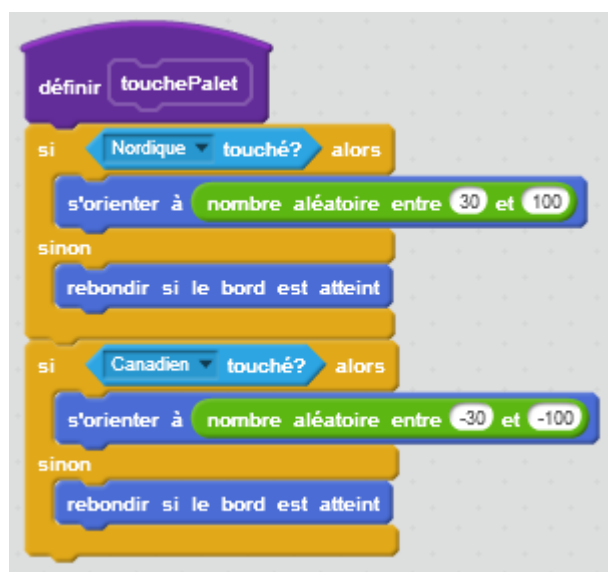 définir touchePalet
si Nordique touché? alors
s'orienter à nombre aléatoire entre 30 et 100
sinon
rebondir si le bord est atteint
si Canadien touché? alors
s'orienter à nombre aléatoire entre -30 et -100
sinon
rebondir si le bord est atteint